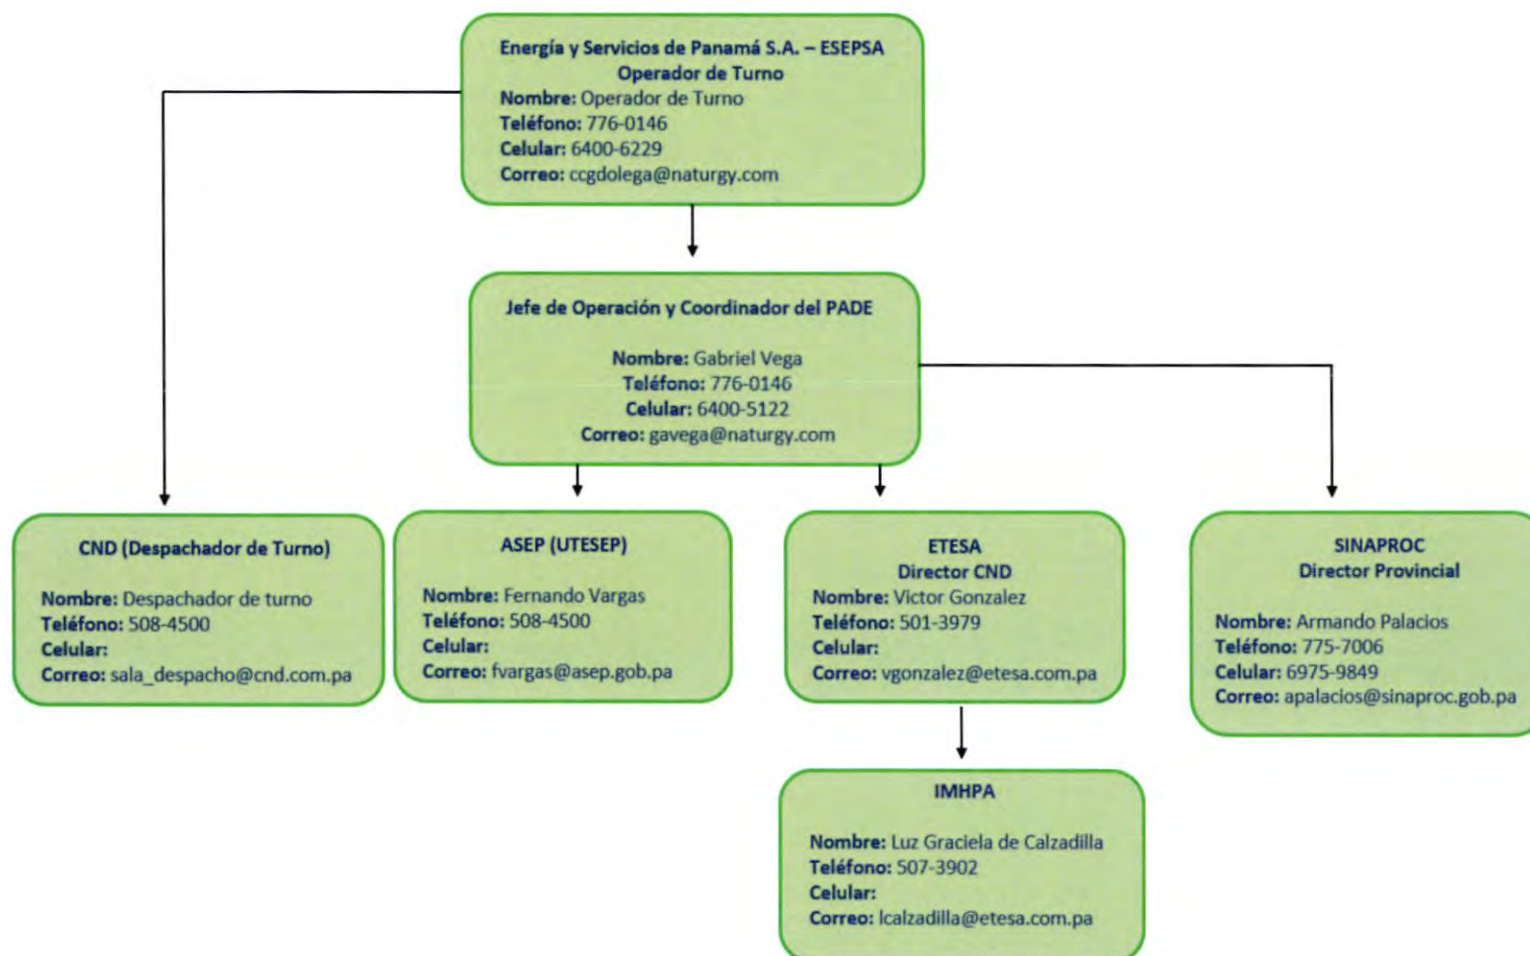 Energía y Servicios de Panamá S.A. – ESEPSA
Operador de Turno
Nombre: Operador de Turno
Teléfono: 776-0146
Celular: 6400-6229
Correo: ccgdolega@naturgy.com
Jefe de Operación y Coordinador del PADE
Nombre: Gabriel Vega
Teléfono: 776-0146
Celular: 6400-5122
Correo: gavega@naturgy.com
CND (Despachador de Turno)
Nombre: Despachador de turno
Teléfono: 508-4500
Celular:
Correo: sala_despacho@cnd.com.pa
ASEP (UTESEP)
Nombre: Fernando Vargas
Teléfono: 508-4500
Celular:
Correo: fvargas@asep.gob.pa
ETESA
Director CND
Nombre: Victor Gonzalez
Teléfono: 501-3979
Celular:
Correo: vgonzalez@etesa.com.pa
SINAPROC
Director Provincial
Nombre: Armando Palacios
Teléfono: 775-7006
Celular: 6975-9849
Correo: apalacios@sinaproc.gob.pa
IMHPA
Nombre: Luz Graciela de Calzadilla
Teléfono: 507-3902
Celular:
Correo: lcalzadilla@etesa.com.pa